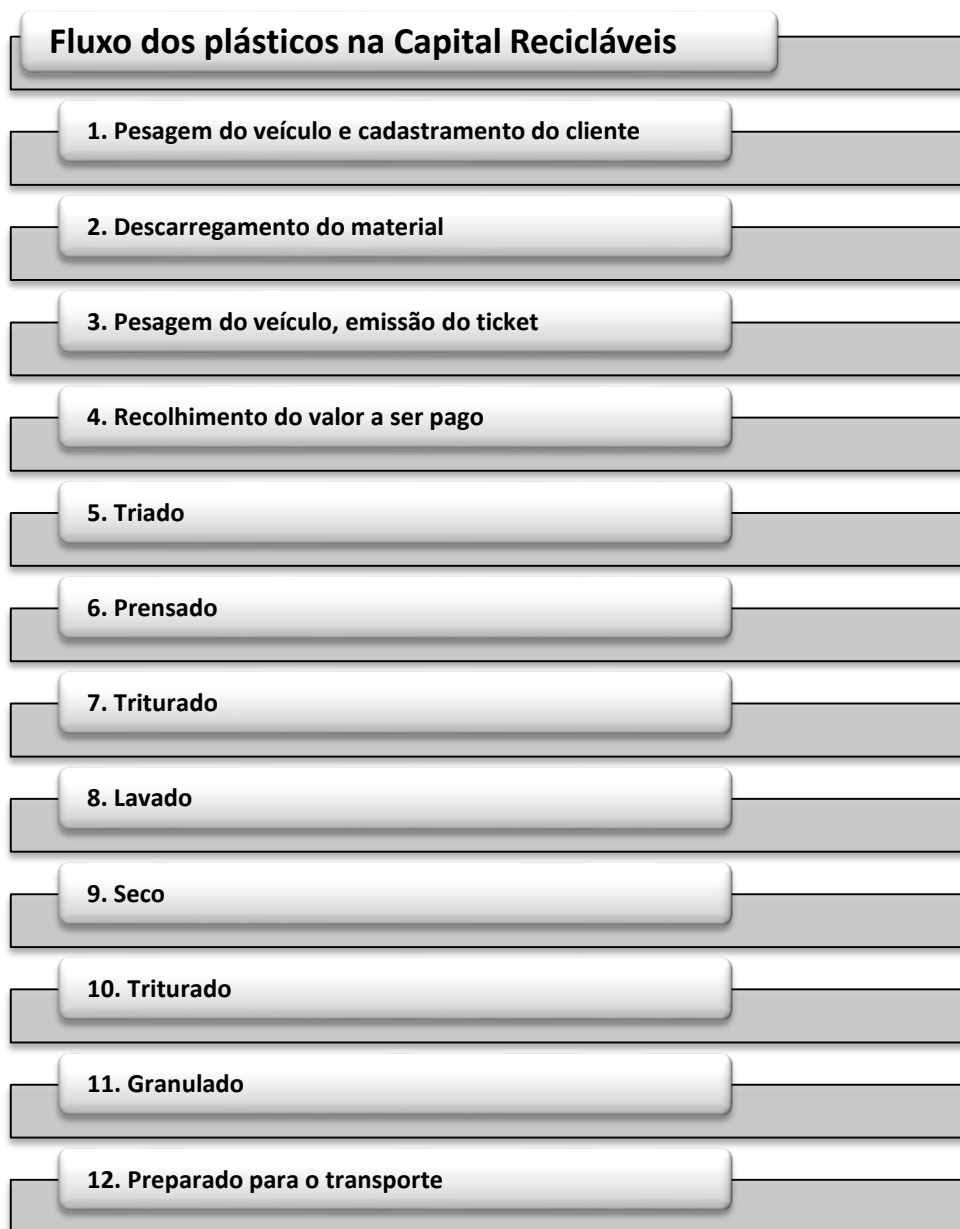 Fluxo dos plásticos na Capital Recicláveis
1. Pesagem do veículo e cadastramento do cliente
2. Descarregamento do material
3. Pesagem do veículo, emissão do ticket
4. Recolhimento do valor a ser pago
5. Triado
6. Prensado
7. Triturado
8. Lavado
9. Seco
10. Triturado
11. Granulado
12. Preparado para o transporte